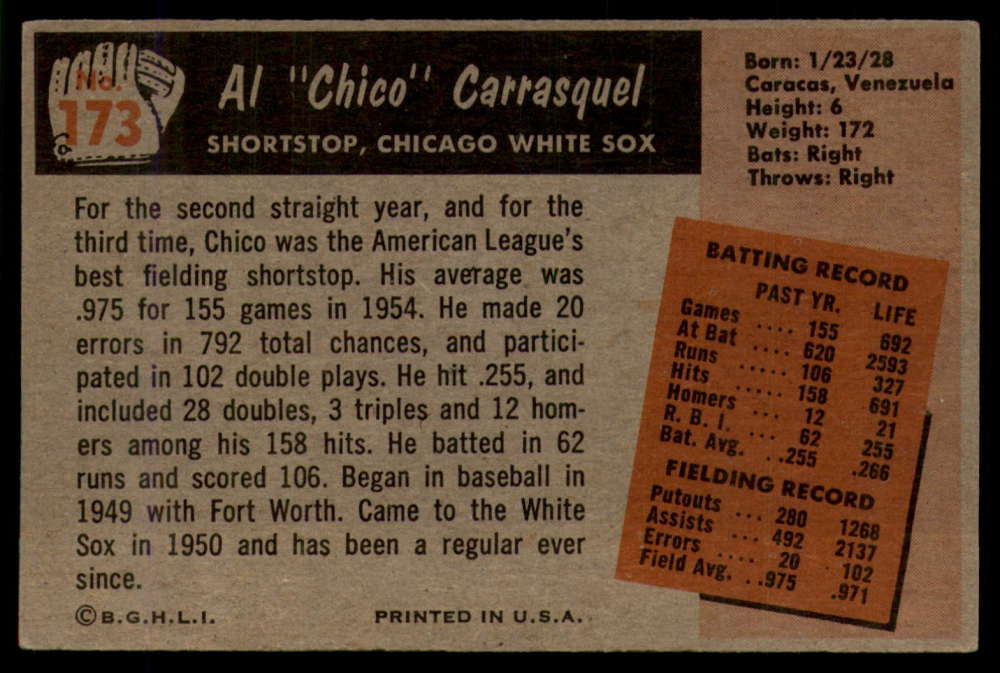 No.
173
Al "Chico" Carrasquel
SHORTSTOP, CHICAGO WHITE SOX
Born: 1/23/28
Caracas, Venezuela
Height: 6
Weight: 172
Bats: Right
Throws: Right
For the second straight year, and for the
third time, Chico was the American League's
best fielding shortstop. His average was
.975 for 155 games in 1954. He made 20
errors in 792 total chances, and partici-
pated in 102 double plays. He hit .255, and
included 28 doubles, 3 triples and 12 hom-
ers among his 158 hits. He batted in 62
runs and scored 106. Began in baseball in
1949 with Fort Worth. Came to the White
Sox in 1950 and has been a regular ever
since.
BATTING RECORD
PAST YR. LIFE
Games .... 155 692
At Bat .... 620 2593
Runs ..... 106 327
Hits ..... 158 691
Homers ... 12 21
R. B. I. ... 62 255
Bat. Avg. ..255 .266
FIELDING RECORD
Putouts ... 280 1268
Assists ... 492 2137
Errors .... 20 102
Field Avg. ..975 .971
©B.G.H.L.I.
PRINTED IN U.S.A.